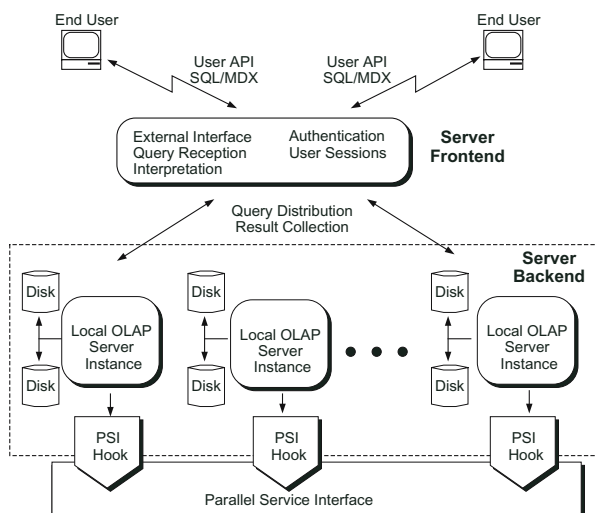 End User
End User
User API
SQL/MDX
User API
SQL/MDX
External Interface
Query Reception
Interpretation
Authentication
User Sessions
Server
Frontend
Query Distribution
Result Collection
Server
Backend
Disk
Local OLAP
Server
Instance
Disk
Disk
Local OLAP
Server
Instance
Disk
Disk
Local OLAP
Server
Instance
Disk
PSI
Hook
PSI
Hook
PSI
Hook
Parallel Service Interface